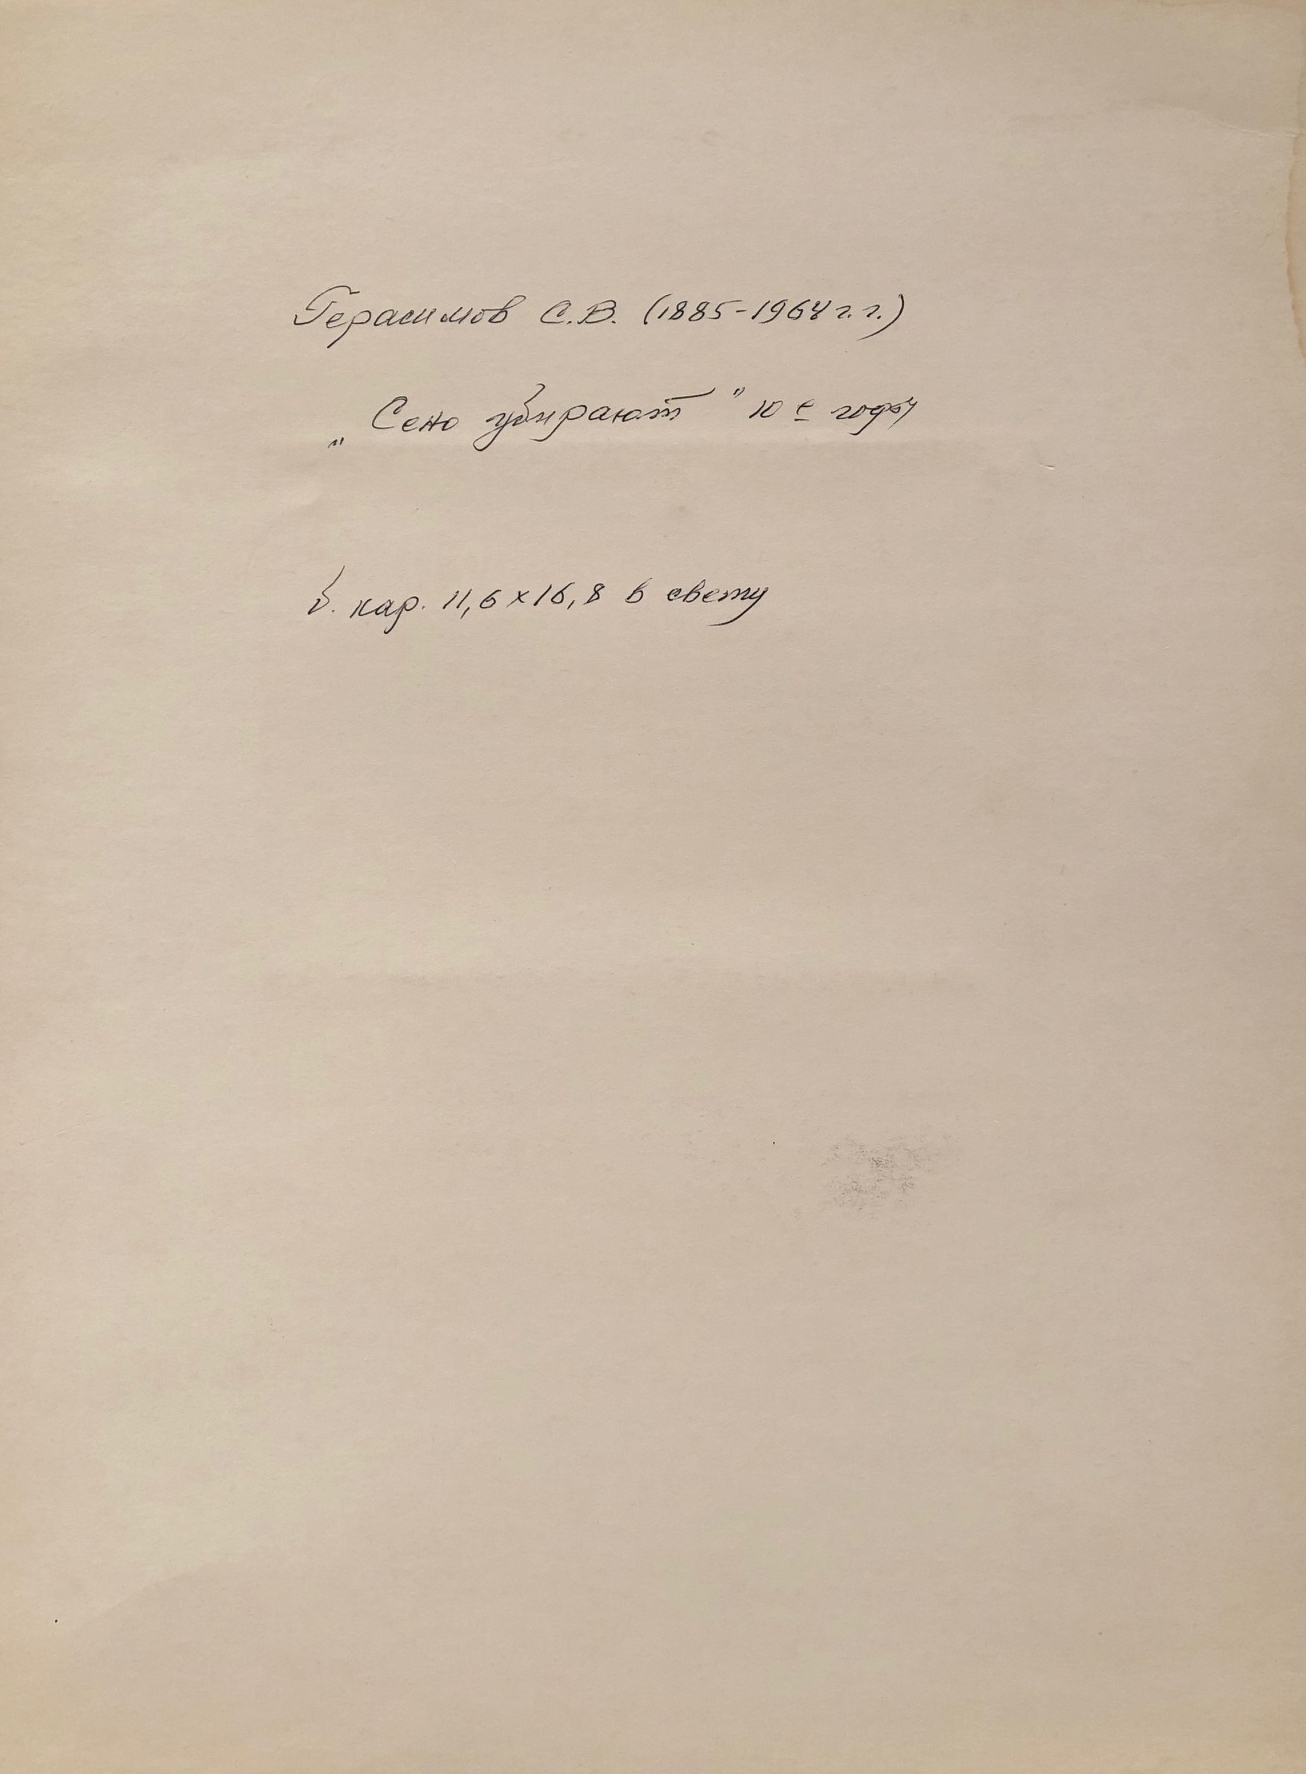 Герасимов С.В. (1885-1964 г.г.)
„Сено убирают" 10 е годы
б. кар. 11,6 х 16,8 в свету